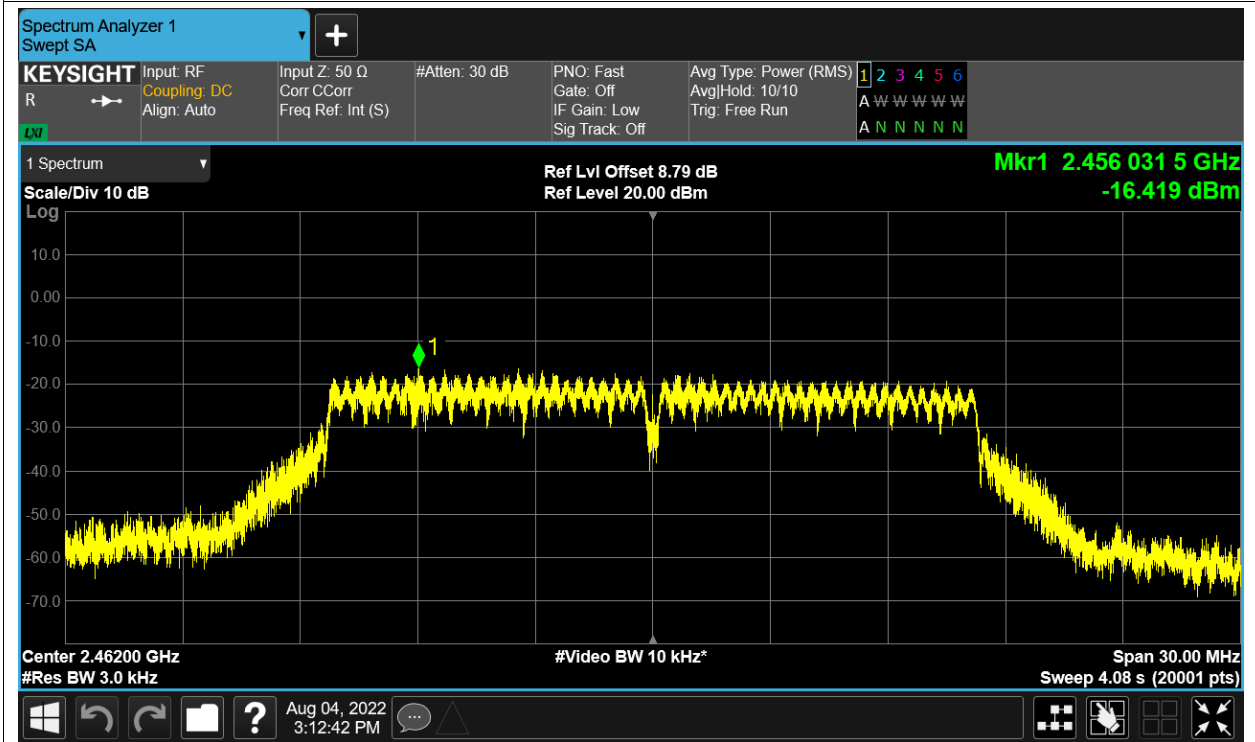 Spectrum Analyzer 1
Swept SA
KEYSIGHT
R
LXI
Input: RF
Coupling: DC
Align: Auto
Input Z: 50 Ω
Corr CCorr
Freq Ref: Int (S)
#Atten: 30 dB
PNO: Fast
Gate: Off
IF Gain: Low
Sig Track: Off
Avg Type: Power (RMS)
Avg|Hold: 10/10
Trig: Free Run
1 2 3 4 5 6
A W W W W W
A N N N N N
1 Spectrum
Scale/Div 10 dB
Log
Ref Lvl Offset 8.79 dB
Ref Level 20.00 dBm
Mkr1 2.456 031 5 GHz
-16.419 dBm
10.0
0.00
-10.0
1
-20.0
-30.0
-40.0
-50.0
-60.0
-70.0
Center 2.46200 GHz
#Res BW 3.0 kHz
#Video BW 10 kHz*
Span 30.00 MHz
Sweep 4.08 s (20001 pts)
?
Aug 04, 2022
3:12:42 PM